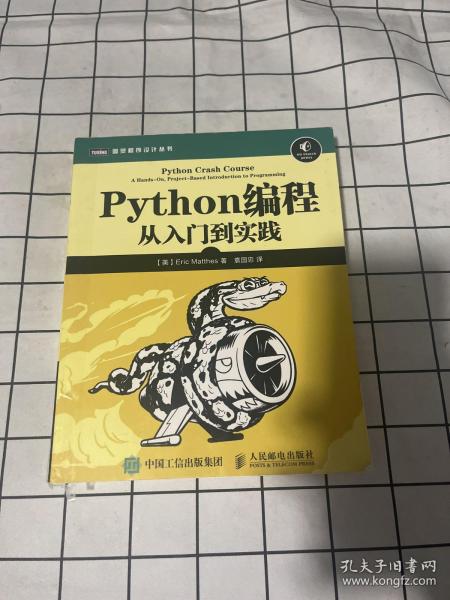 TURING 图灵程序设计丛书
Python Crash Course
A Hands-On, Project-Based Introduction to Programming
Python编程
从入门到实践
【美】Eric Matthes 著 袁国忠 译
中国工信出版集团
人民邮电出版社
POSTS & TELECOM PRESS
孔夫子旧书网
www.kongfz.com